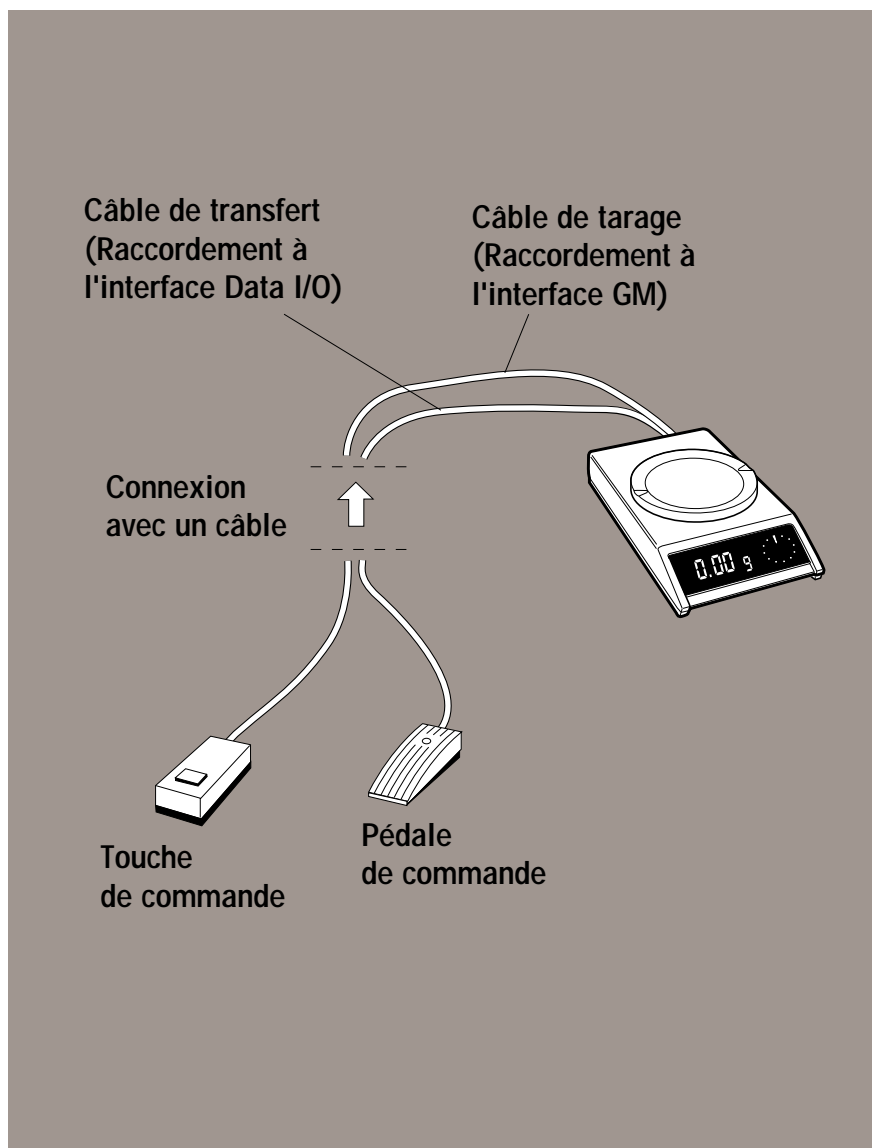 Câble de transfert
(Raccordement à
l'interface Data I/O)
Câble de tarage
(Raccordement à
l'interface GM)
Connexion
avec un câble
0.00 g
Touche
de commande
Pédale
de commande